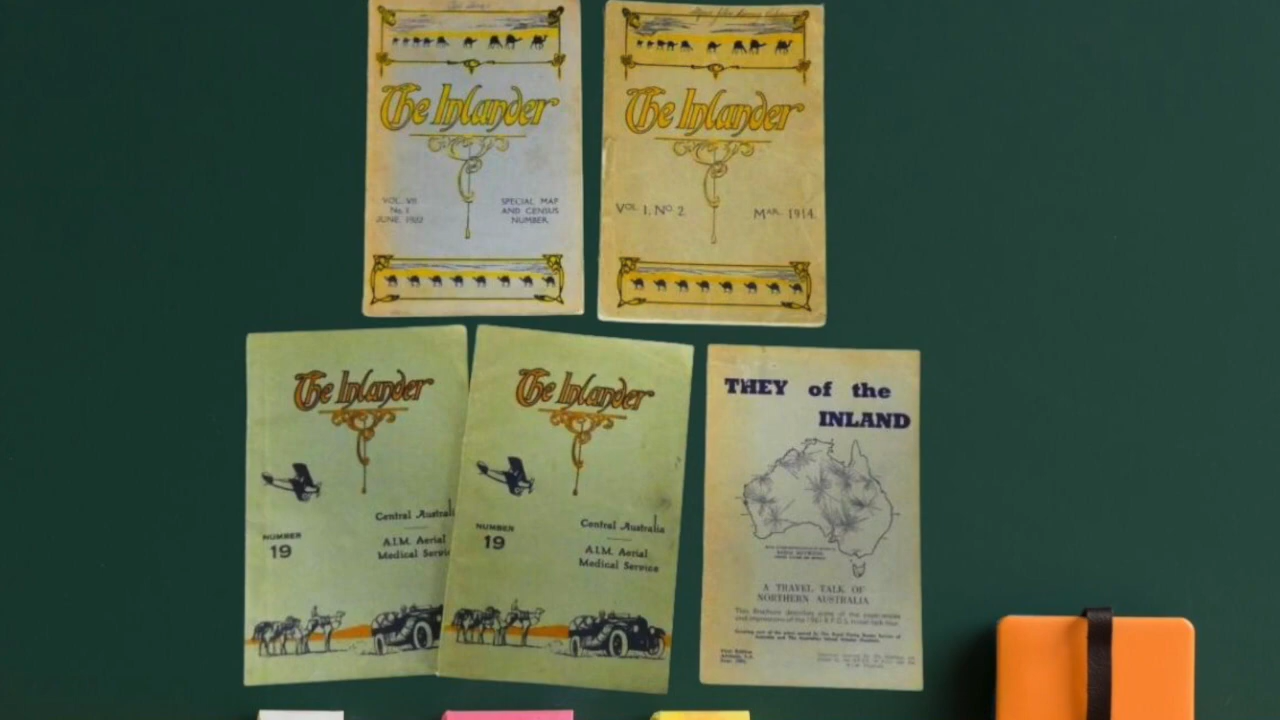 The Inlander
VOL. VII
No. 1
JUNE, 1922
SPECIAL MAP
AND CENSUS
NUMBER.
The Inlander
VOL. 1, NO. 2
MAR. 1914.
The Inlander
NUMBER
19
Central Australia
A.I.M. Aerial
Medical Service
The Inlander
NUMBER
19
Central Australia
A.I.M. Aerial
Medical Service
THEY of the
INLAND
A TRAVEL TALK OF
NORTHERN AUSTRALIA